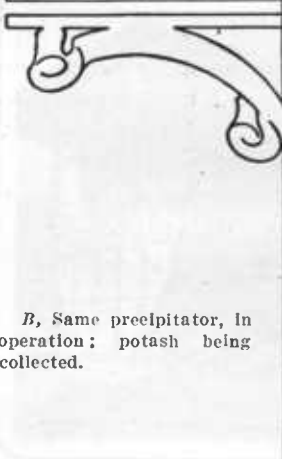 B, Same precipitator, in
operation; potash being
collected.